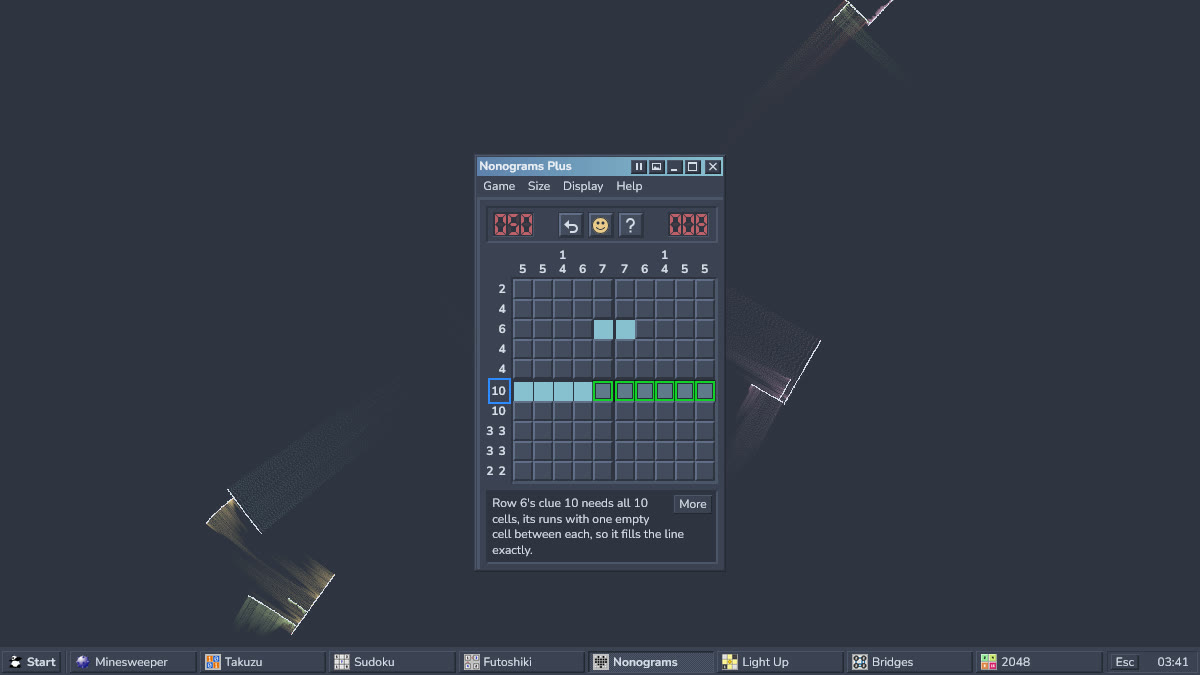 Nonograms Plus
Game Size Display Help
050 ? 008
1 1
5 5 4 6 7 7 6 4 5 5
2
4
6
4
4
10
10
3 3
3 3
2 2
Row 6's clue 10 needs all 10 More
cells, its runs with one empty
cell between each, so it fills the line
exactly.
Start Minesweeper Takuzu Sudoku Futoshiki Nonograms Light Up Bridges 2048 Esc 03:41